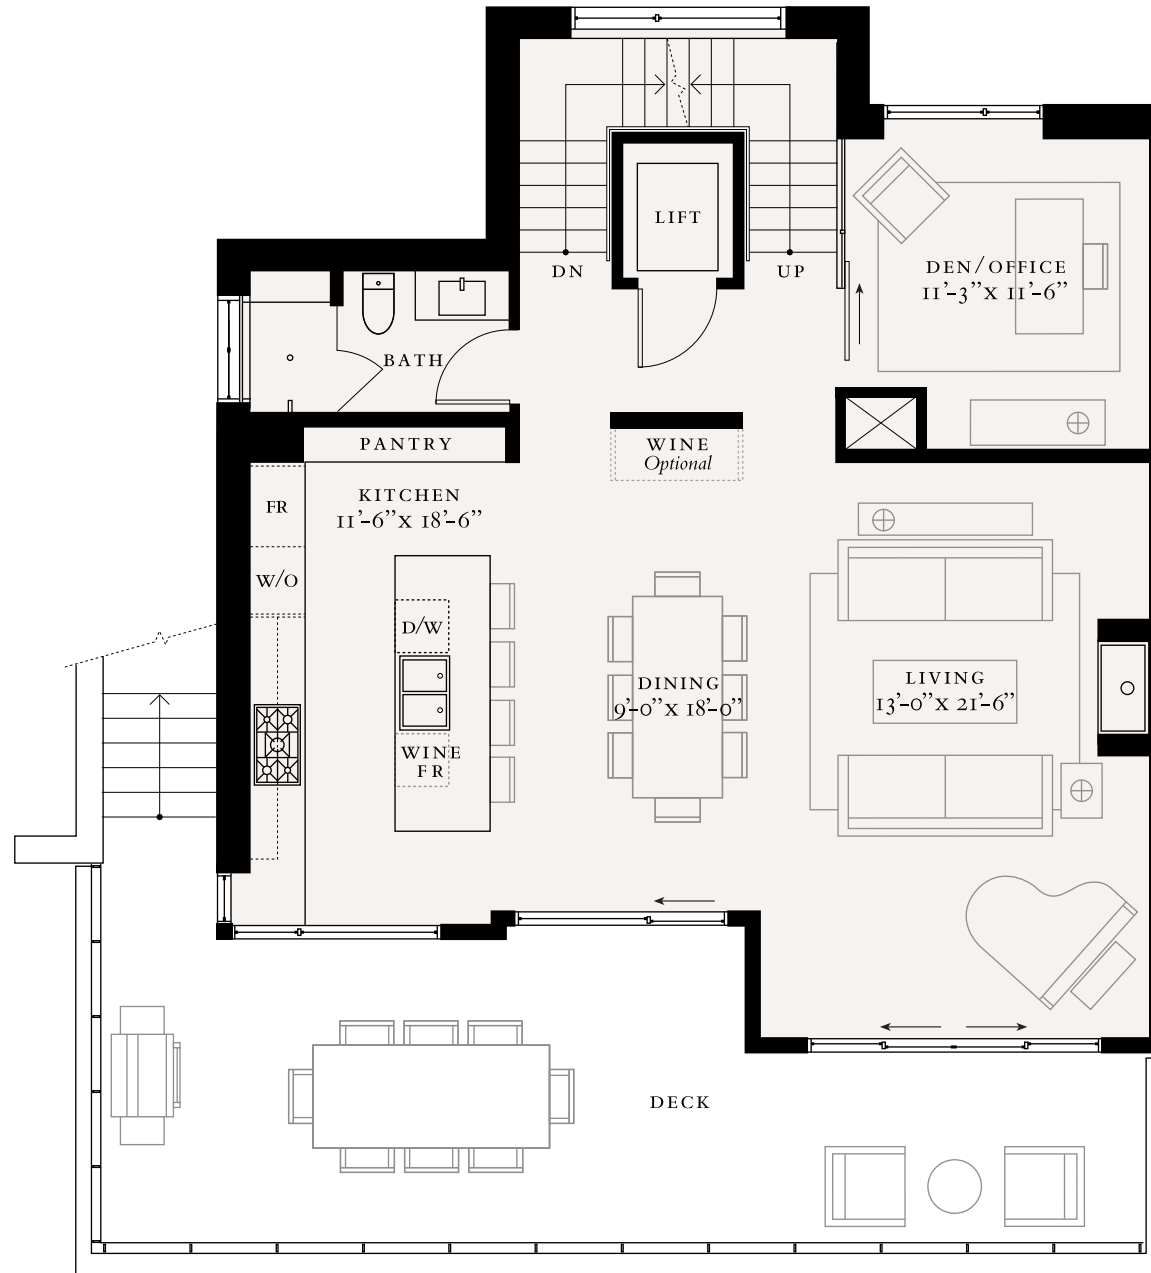 LIFT
DN
UP
DEN/OFFICE
11'-3"X 11'-6"
BATH
PANTRY
WINE
Optional
KITCHEN
11'-6"X 18'-6"
FR
W/O
D/W
DINING
9'-0"X 18'-0"
LIVING
13'-0"X 21'-6"
WINE
FR
DECK